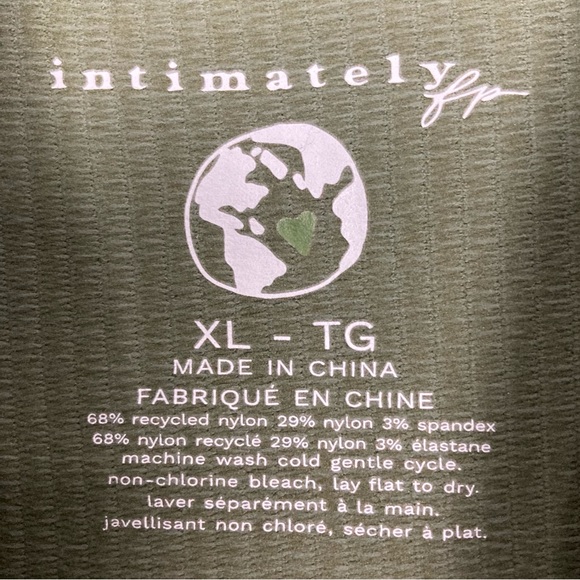 intimately
fp
XL - TG
MADE IN CHINA
FABRIQUÉ EN CHINE
68% recycled nylon 29% nylon 3% spandex
68% nylon recyclé 29% nylon 3% élastane
machine wash cold gentle cycle.
non-chlorine bleach, lay flat to dry.
laver séparément à la main.
javellisant non chloré, sécher à plat.